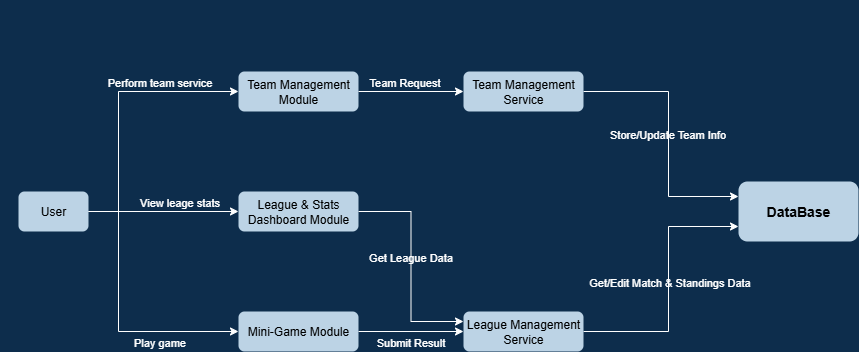 Perform team service
Team Management
Module
Team Request
Team Management
Service
Store/Update Team Info
User
View leage stats
League & Stats
Dashboard Module
DataBase
Get League Data
Get/Edit Match & Standings Data
Play game
Mini-Game Module
Submit Result
League Management
Service